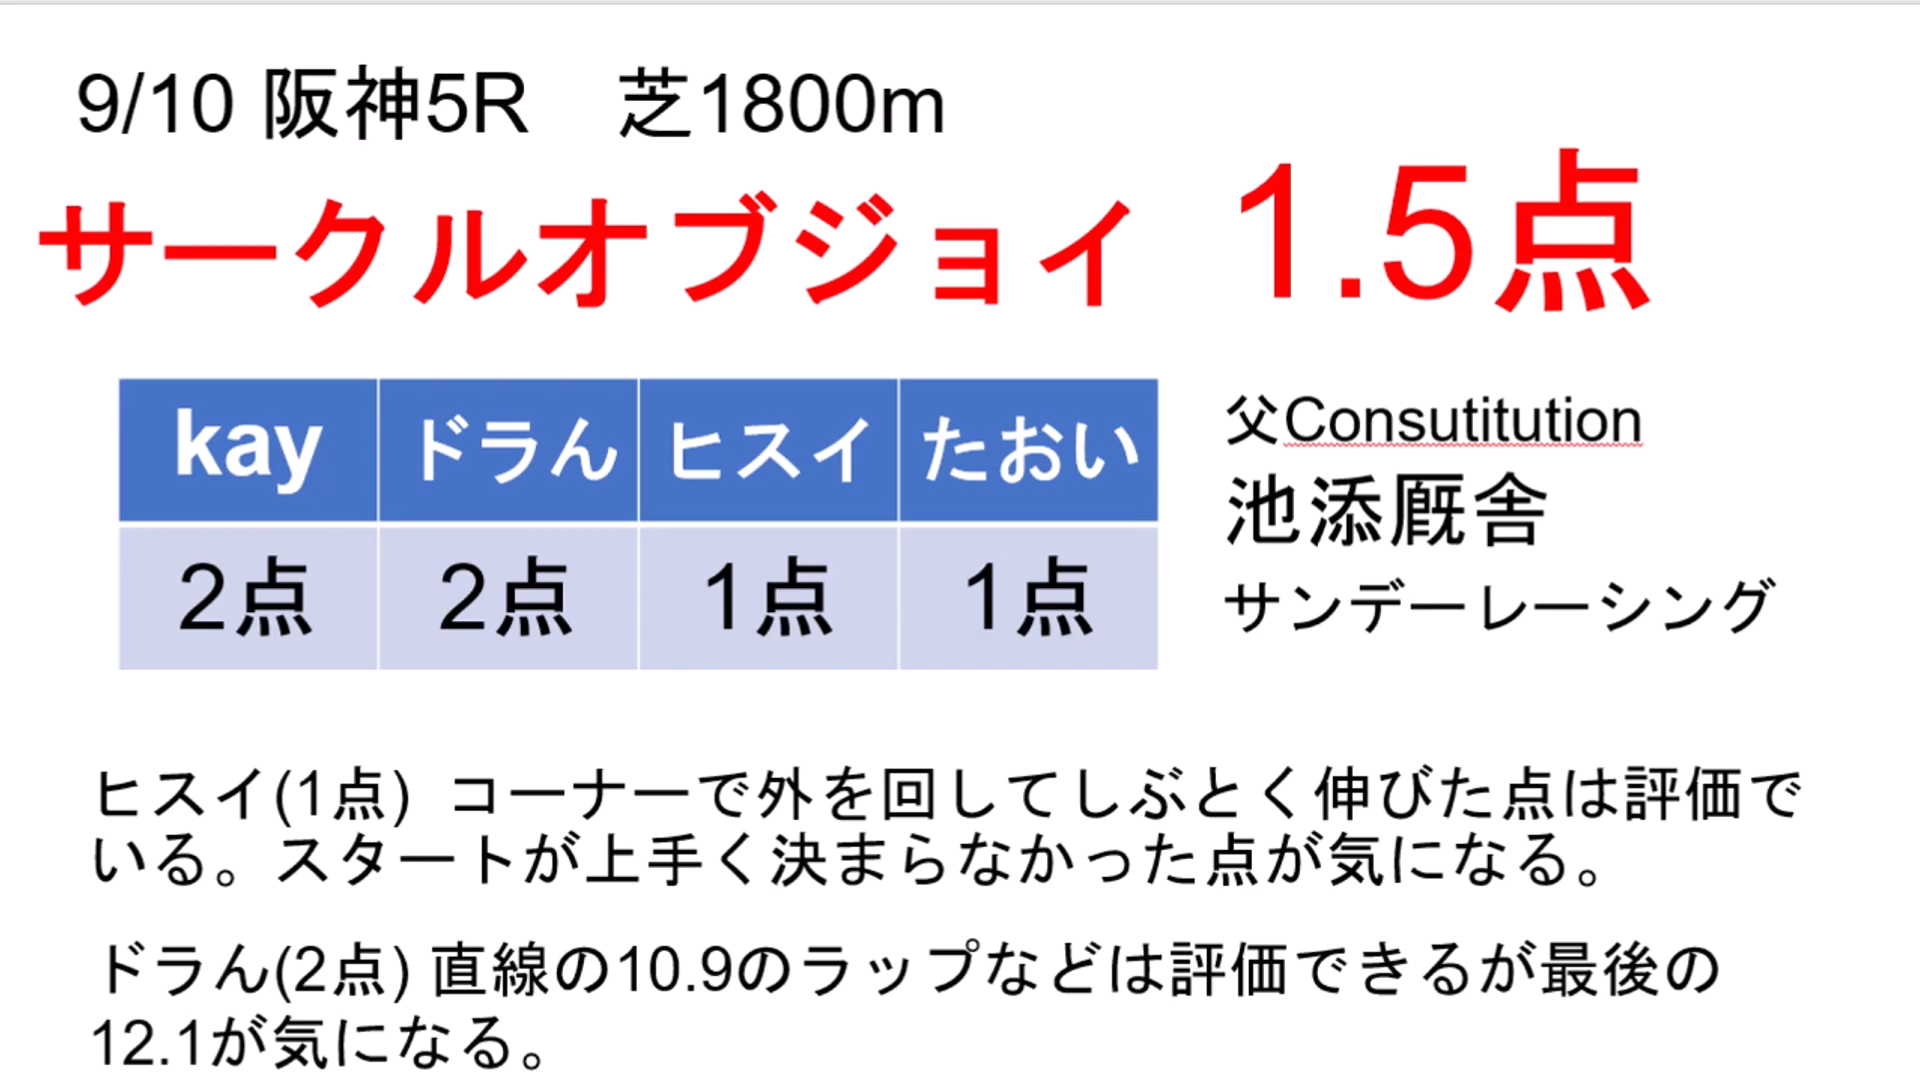 9/10 阪神5R　芝1800m
サークルオブジョイ 1.5点
kay ドラん ヒスイ たおい
2点 2点 1点 1点
父Consutitution
池添厩舎
サンデーレーシング
ヒスイ(1点) コーナーで外を回してしぶとく伸びた点は評価で
いる。スタートが上手く決まらなかった点が気になる。
ドラん(2点) 直線の10.9のラップなどは評価できるが最後の
12.1が気になる。